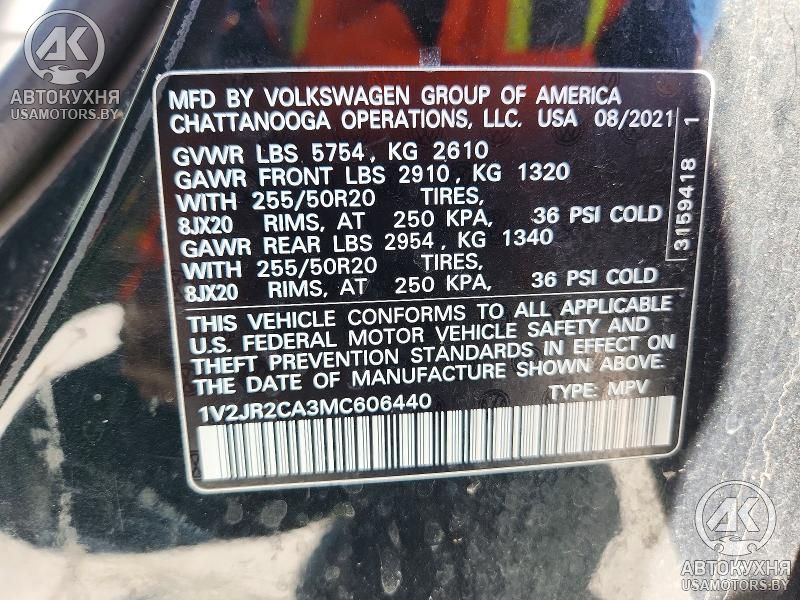 AK
АВТОКУХНЯ
USAMOTORS.BY
MFD BY VOLKSWAGEN GROUP OF AMERICA
CHATTANOOGA OPERATIONS, LLC. USA 08/2021
GVWR LBS 5754, KG 2610
GAWR FRONT LBS 2910, KG 1320
WITH 255/50R20 TIRES,
8JX20 RIMS, AT 250 KPA, 36 PSI COLD
GAWR REAR LBS 2954, KG 1340
WITH 255/50R20 TIRES,
8JX20 RIMS, AT 250 KPA, 36 PSI COLD
3159418 1
THIS VEHICLE CONFORMS TO ALL APPLICABLE
U.S. FEDERAL MOTOR VEHICLE SAFETY AND
THEFT PREVENTION STANDARDS IN EFFECT ON
THE DATE OF MANUFACTURE SHOWN ABOVE.
1V2JR2CA3MC606440 TYPE: MPV
AK
АВТОКУХНЯ
USAMOTORS.BY